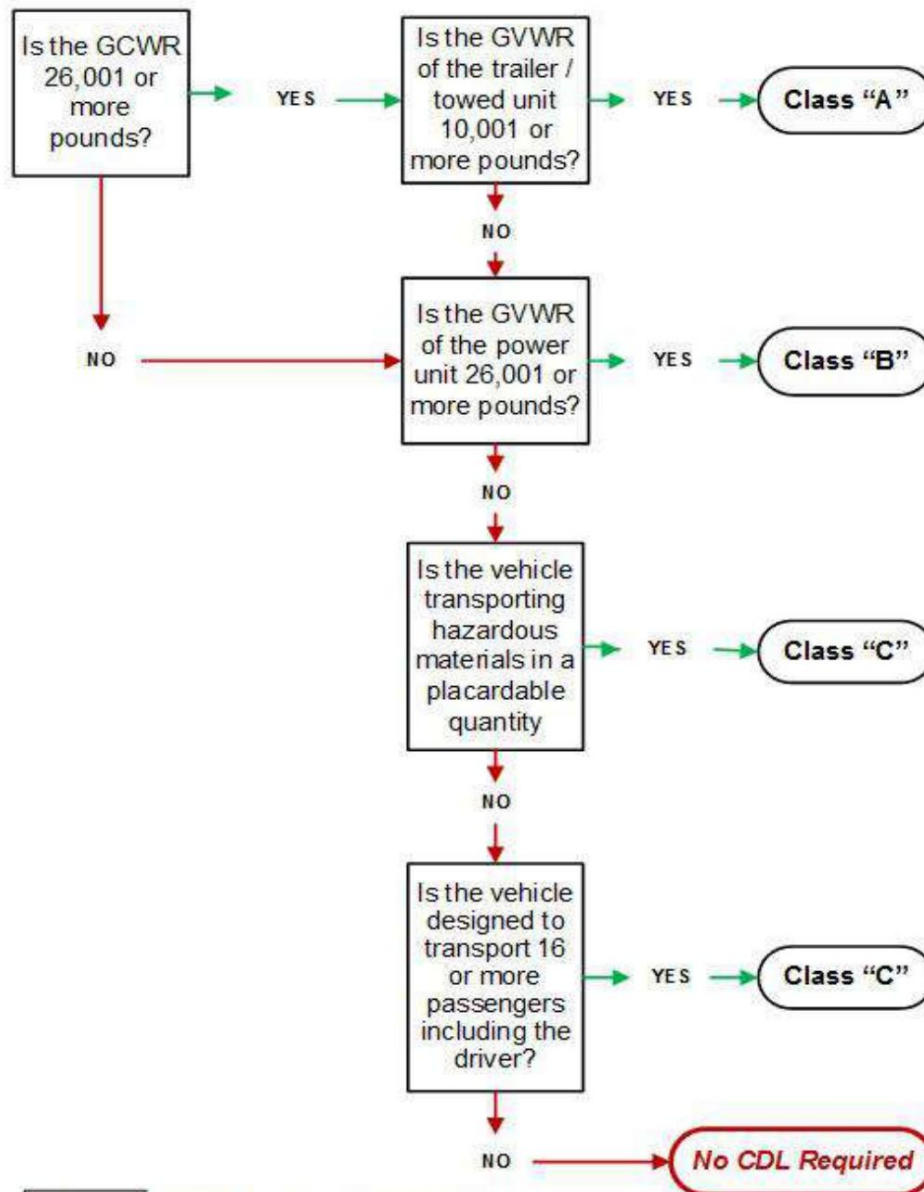 Is the GCWR
26,001 or
more
pounds?
YES
Is the GVWR
of the trailer /
towed unit
10,001 or
more pounds?
YES
Class “A”
NO
NO
Is the GVWR
of the power
unit 26,001 or
more pounds?
YES
Class “B”
NO
Is the vehicle
transporting
hazardous
materials in a
placardable
quantity
YES
Class “C”
NO
Is the vehicle
designed to
transport 16
or more
passengers
including the
driver?
YES
Class “C”
NO
No CDL Required